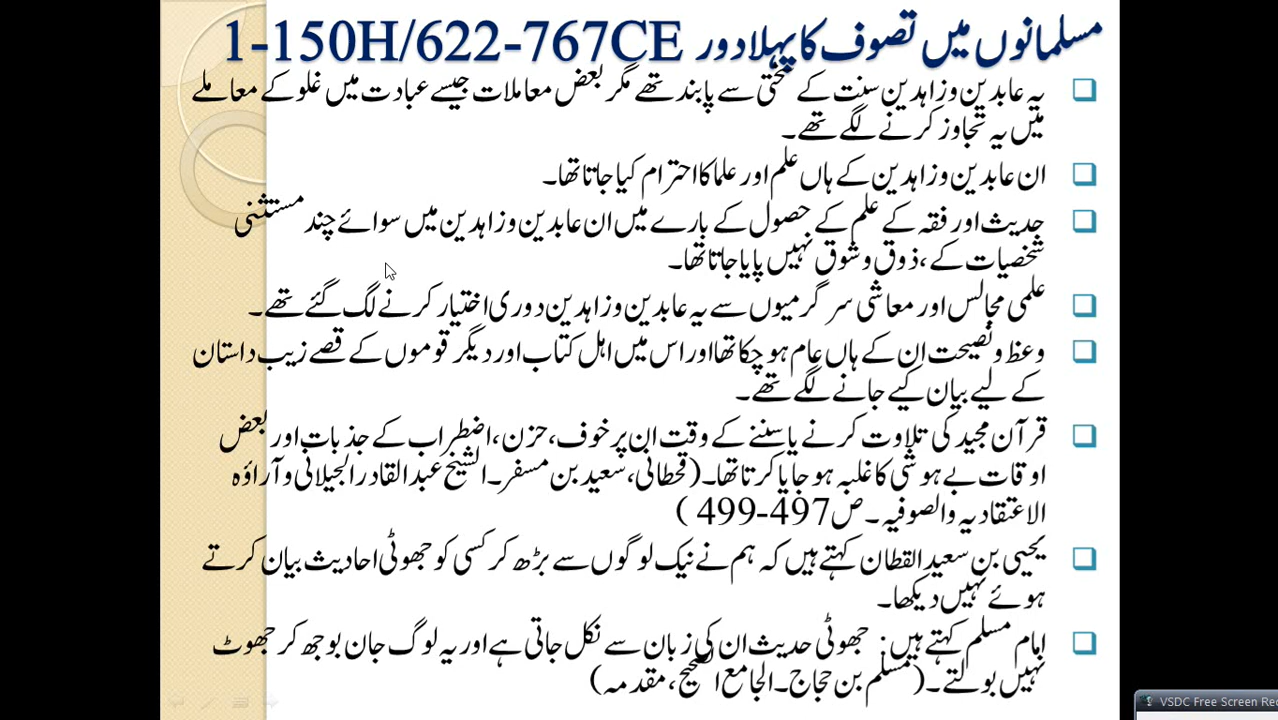 مسلمانوں میں تصوف کا پہلا دور 1-150H/622-767CE
یہ عابدین و زاہدین سنت کے سختی سے پابند تھے مگر بعض معاملات جیسے عبادت میں غلو کے معاملے
میں یہ تجاوز کرنے لگے تھے۔
ان عابدین و زاہدین کے ہاں علم اور علما کا احترام کیا جاتا تھا۔
حدیث اور فقہ کے علم کے حصول کے بارے میں ان عابدین و زاہدین میں سوائے چند مستثنی
شخصیات کے، ذوق و شوق نہیں پایا جاتا تھا۔
علمی مجالس اور معاشی سرگرمیوں سے یہ عابدین و زاہدین دوری اختیار کرنے لگ گئے تھے۔
وعظ و نصیحت ان کے ہاں عام ہو چکا تھا اور اس میں اہل کتاب اور دیگر قوموں کے قصے زیب داستان
کے لیے بیان کیے جانے لگے تھے۔
قرآن مجید کی تلاوت کرنے یا سننے کے وقت ان پر خوف، حزن، اضطراب کے جذبات اور بعض
اوقات بے ہوشی کا غلبہ ہو جایا کرتا تھا۔ (قحطانی، سعید بن مسفر۔ الشیخ عبدالقادر الجیلانی وآراؤہ
الاعتقادیہ والصوفیہ۔ ص 497-499 )
یحیی بن سعید القطان کہتے ہیں کہ ہم نے نیک لوگوں سے بڑھ کر کسی کو جھوٹی احادیث بیان کرتے
ہوئے نہیں دیکھا۔
امام مسلم کہتے ہیں: جھوٹی حدیث ان کی زبان سے نکل جاتی ہے اور یہ لوگ جان بوجھ کر جھوٹ
نہیں بولتے۔ (مسلم بن حجاج۔ الجامع الصحیح، مقدمہ)
VSDC Free Screen Rec